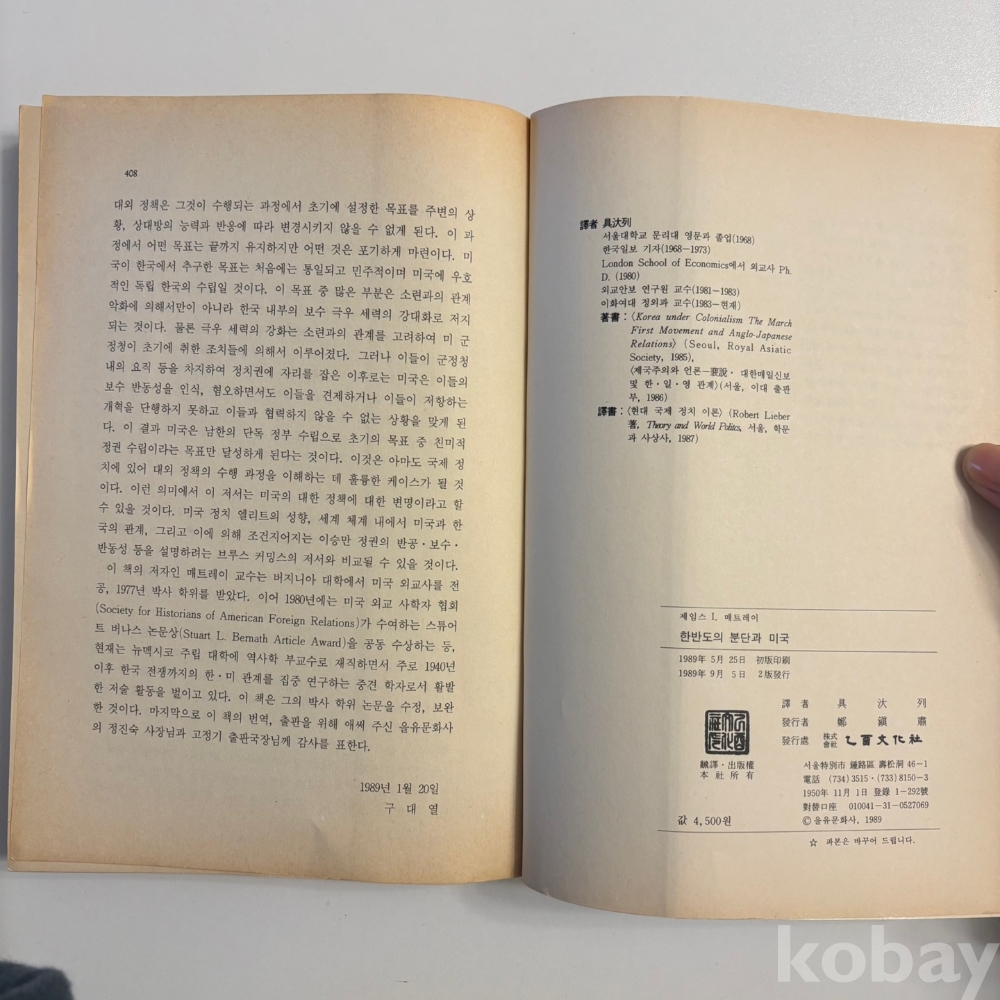 408
대외 정책은 그것이 수행되는 과정에서 초기에 설정한 목표를 주변의 상
황, 상대방의 능력과 반응에 따라 변경시키지 않을 수 없게 된다. 이 과
정에서 어떤 목표는 끝까지 유지하지만 어떤 것은 포기하게 마련이다. 미
국이 한국에서 추구한 목표는 처음에는 통일되고 민주적이며 미국에 우호
적인 독립 한국의 수립일 것이다. 이 목표 중 많은 부분은 소련과의 관계
악화에 의해서만이 아니라 한국 내부의 보수 극우 세력의 강대화로 저지
되는 것이다. 물론 극우 세력의 강화는 소련과의 관계를 고려하여 미 군
정청이 초기에 취한 조치들에 의해서 이루어졌다. 그러나 이들이 군정청
내의 요직 등을 차지하여 정치권에 자리를 잡은 이후로는 미국은 이들의
보수 반동성을 인식, 혐오하면서도 이들을 견제하거나 이들이 저항하는
개혁을 단행하지 못하고 이들과 협력하지 않을 수 없는 상황을 맞게 된
다. 이 결과 미국은 남한의 단독 정부 수립으로 초기의 목표 중 친미적
정권 수립이라는 목표만 달성하게 된다는 것이다. 이것은 아마도 국제 정
치에 있어 대외 정책의 수행 과정을 이해하는 데 훌륭한 케이스가 될 것
이다. 이런 의미에서 이 저서는 미국의 대한 정책에 대한 변명이라고 할
수 있을 것이다. 미국 정치 엘리트의 성향, 세계 체계 내에서 미국과 한
국의 관계, 그리고 이에 의해 조건지어지는 이승만 정권의 반공·보수·
반동성 등을 설명하려는 브루스 커밍스의 저서와 비교될 수 있을 것이다.
이 책의 저자인 매트레이 교수는 버지니아 대학에서 미국 외교사를 전
공, 1977년 박사 학위를 받았다. 이어 1980년에는 미국 외교 사학자 협회
(Society for Historians of American Foreign Relations)가 수여하는 스튜어
트 버나스 논문상(Stuart L. Bernath Article Award)을 공동 수상하는 등,
현재는 뉴멕시코 주립 대학에 역사학 부교수로 재직하면서 주로 1940년
이후 한국 전쟁까지의 한·미 관계를 집중 연구하는 중견 학자로서 활발
한 저술 활동을 벌이고 있다. 이 책은 그의 박사 학위 논문을 수정, 보완
한 것이다. 마지막으로 이 책의 번역, 출판을 위해 애써 주신 을유문화사
의 정진숙 사장님과 고정기 출판국장님께 감사를 표한다.
1989년 1월 20일
구 대 열
譯者 具汏列
서울대학교 문리대 영문과 졸업(1968)
한국일보 기자(1968-1973)
London School of Economics에서 외교사 Ph.
D. (1980)
외교안보 연구원 교수(1981-1983)
이화여대 정외과 교수(1983-현재)
著書:〈Korea under Colonialism The March
First Movement and Anglo-Japanese
Relations〉(Seoul, Royal Asiatic
Society, 1985),
〈제국주의와 언론-裵說·대한매일신보
및 한·일·영 관계〉(서울, 이대 출판
부, 1986)
譯書:〈현대 국제 정치 이론〉(Robert Lieber
著, Theory and World Politics, 서울, 학문
과 사상사, 1987)
제임스 I. 매트레이
한반도의 분단과 미국
1989年 5月 25日 初版印刷
1989年 9月 5日 2版發行
譯者 具汏列
發行者 鄭鎭肅
發行處 株式會社 乙酉文化社
飜譯·出版權
本社所有
서울特別市 鍾路區 壽松洞 46-1
電話 (734) 3515·(733) 8150-3
1950年 11月 1日 登錄 1-292號
對替口座 010041-31-0527069
값 4,500원
ⓒ 을유문화사, 1989
☆ 파본은 바꾸어 드립니다.
kobay